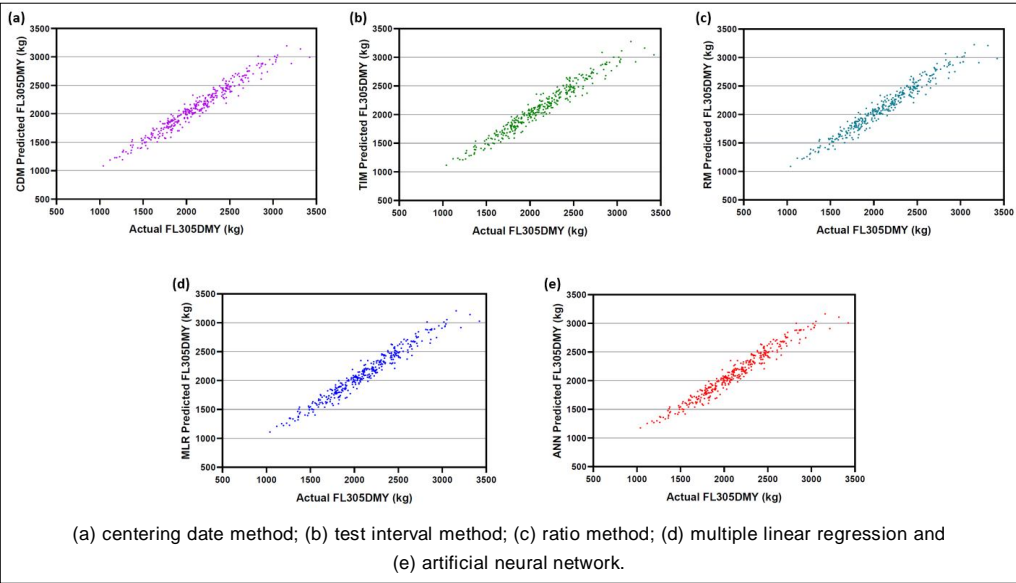 (a)
CDM Predicted FL305DMY (kg)
3500
3000
2500
2000
1500
1000
500
500 1000 1500 2000 2500 3000 3500
Actual FL305DMY (kg)
(b)
TIM Predicted FL305DMY (kg)
3500
3000
2500
2000
1500
1000
500
500 1000 1500 2000 2500 3000 3500
Actual FL305DMY (kg)
(c)
RM Predicted FL305DMY (kg)
3500
3000
2500
2000
1500
1000
500
500 1000 1500 2000 2500 3000 3500
Actual FL305DMY (kg)
(d)
MLR Predicted FL305DMY (kg)
3500
3000
2500
2000
1500
1000
500
500 1000 1500 2000 2500 3000 3500
Actual FL305DMY (kg)
(e)
ANN Predicted FL305DMY (kg)
3500
3000
2500
2000
1500
1000
500
500 1000 1500 2000 2500 3000 3500
Actual FL305DMY (kg)
(a) centering date method; (b) test interval method; (c) ratio method; (d) multiple linear regression and
(e) artificial neural network.